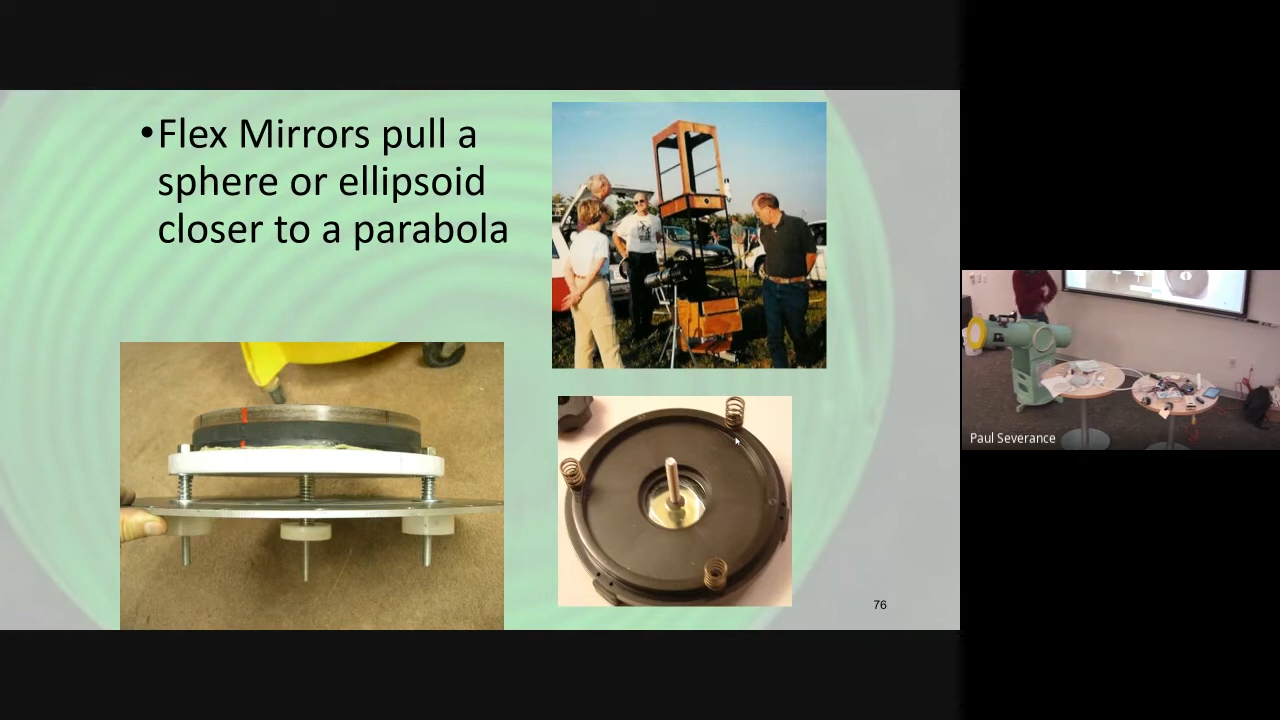 •Flex Mirrors pull a
sphere or ellipsoid
closer to a parabola
76
Paul Severance